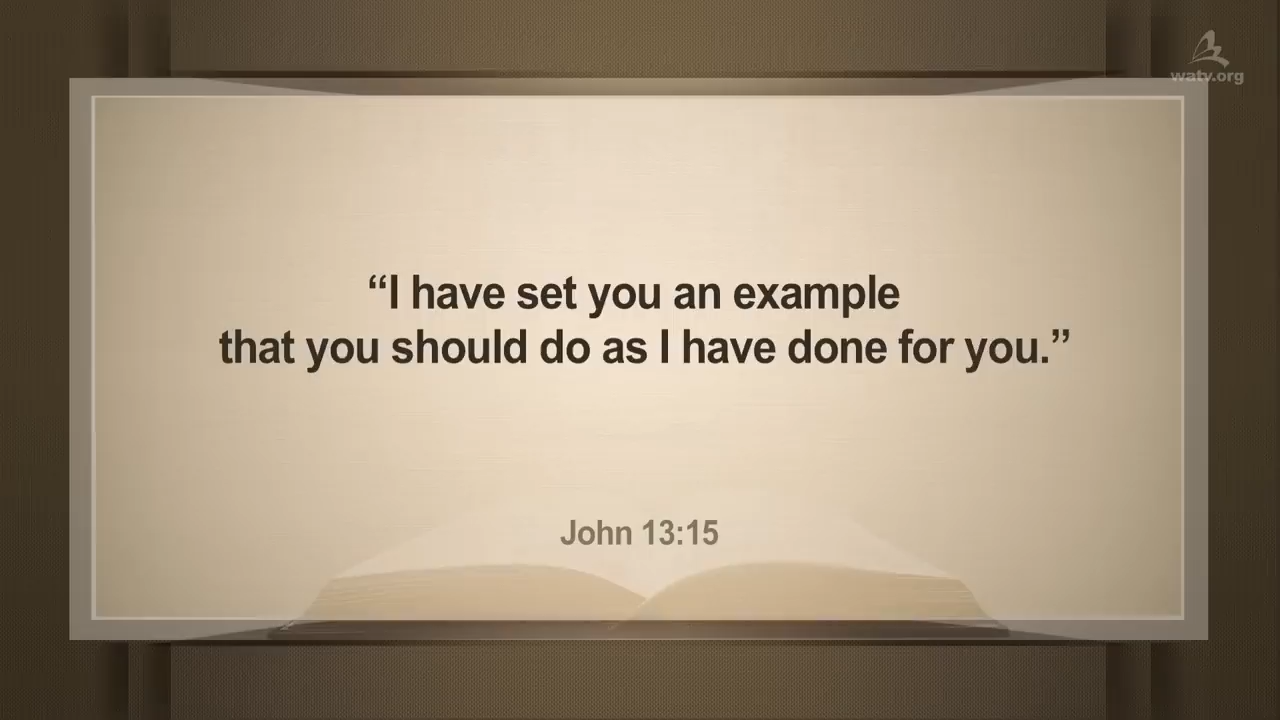 watv.org
“I have set you an example
that you should do as I have done for you.”
John 13:15